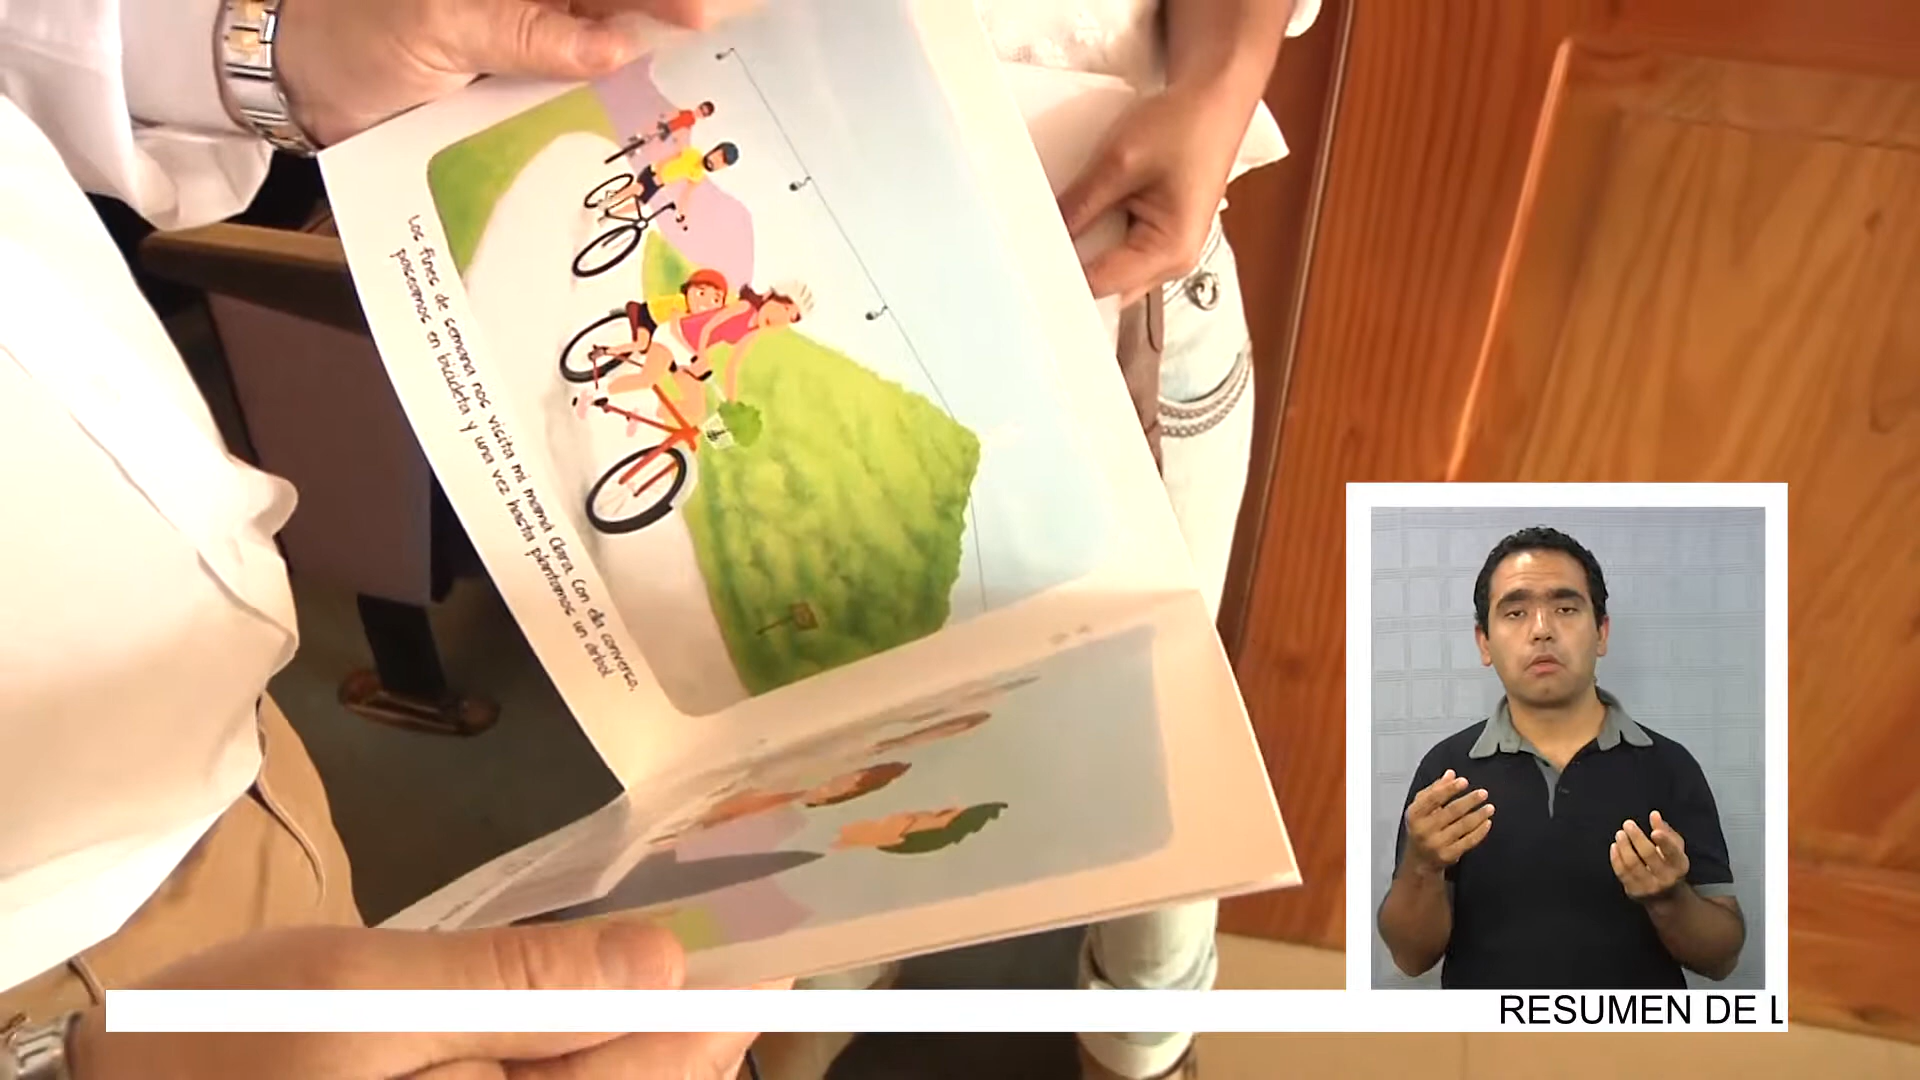 Los fines de semana nos visita mi mamá Clara. Con ella converso,
paseamos en bicicleta y una vez hasta plantamos un árbol.
RESUMEN DE L